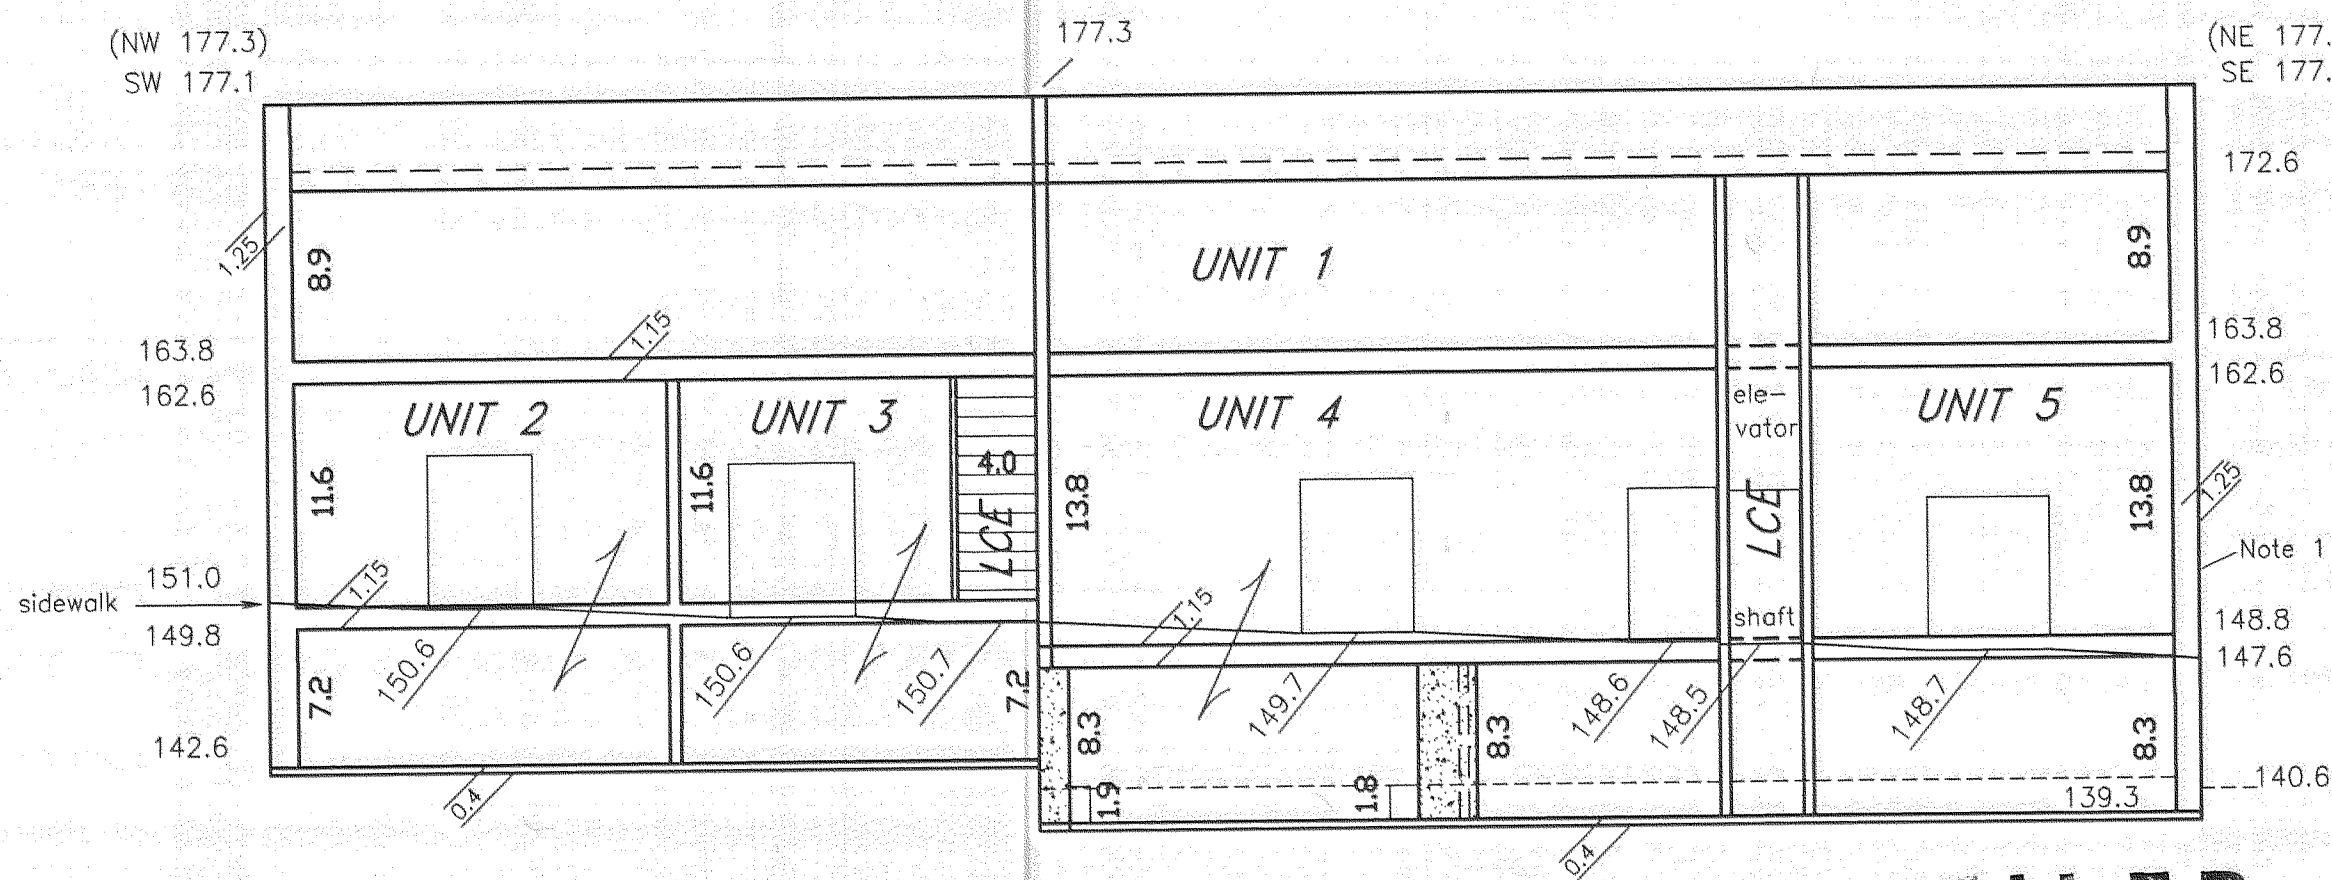 (NW 177.3)
SW 177.1
177.3
(NE 177.
SE 177.
172.6
1.25
8.9
UNIT 1
8.9
163.8
1.15
163.8
162.6
162.6
UNIT 2
UNIT 3
UNIT 4
ele-
vator
UNIT 5
11.6
11.6
4.0
LCE
13.8
LCE
13.8
1.25
Note 1
151.0
sidewalk
1.15
1.15
shaft
148.8
149.8
147.6
150.6
150.6
150.7
149.7
148.6
148.5
148.7
7.2
7.2
8.3
8.3
8.3
142.6
1.9
1.8
140.6
139.3
0.4
0.4